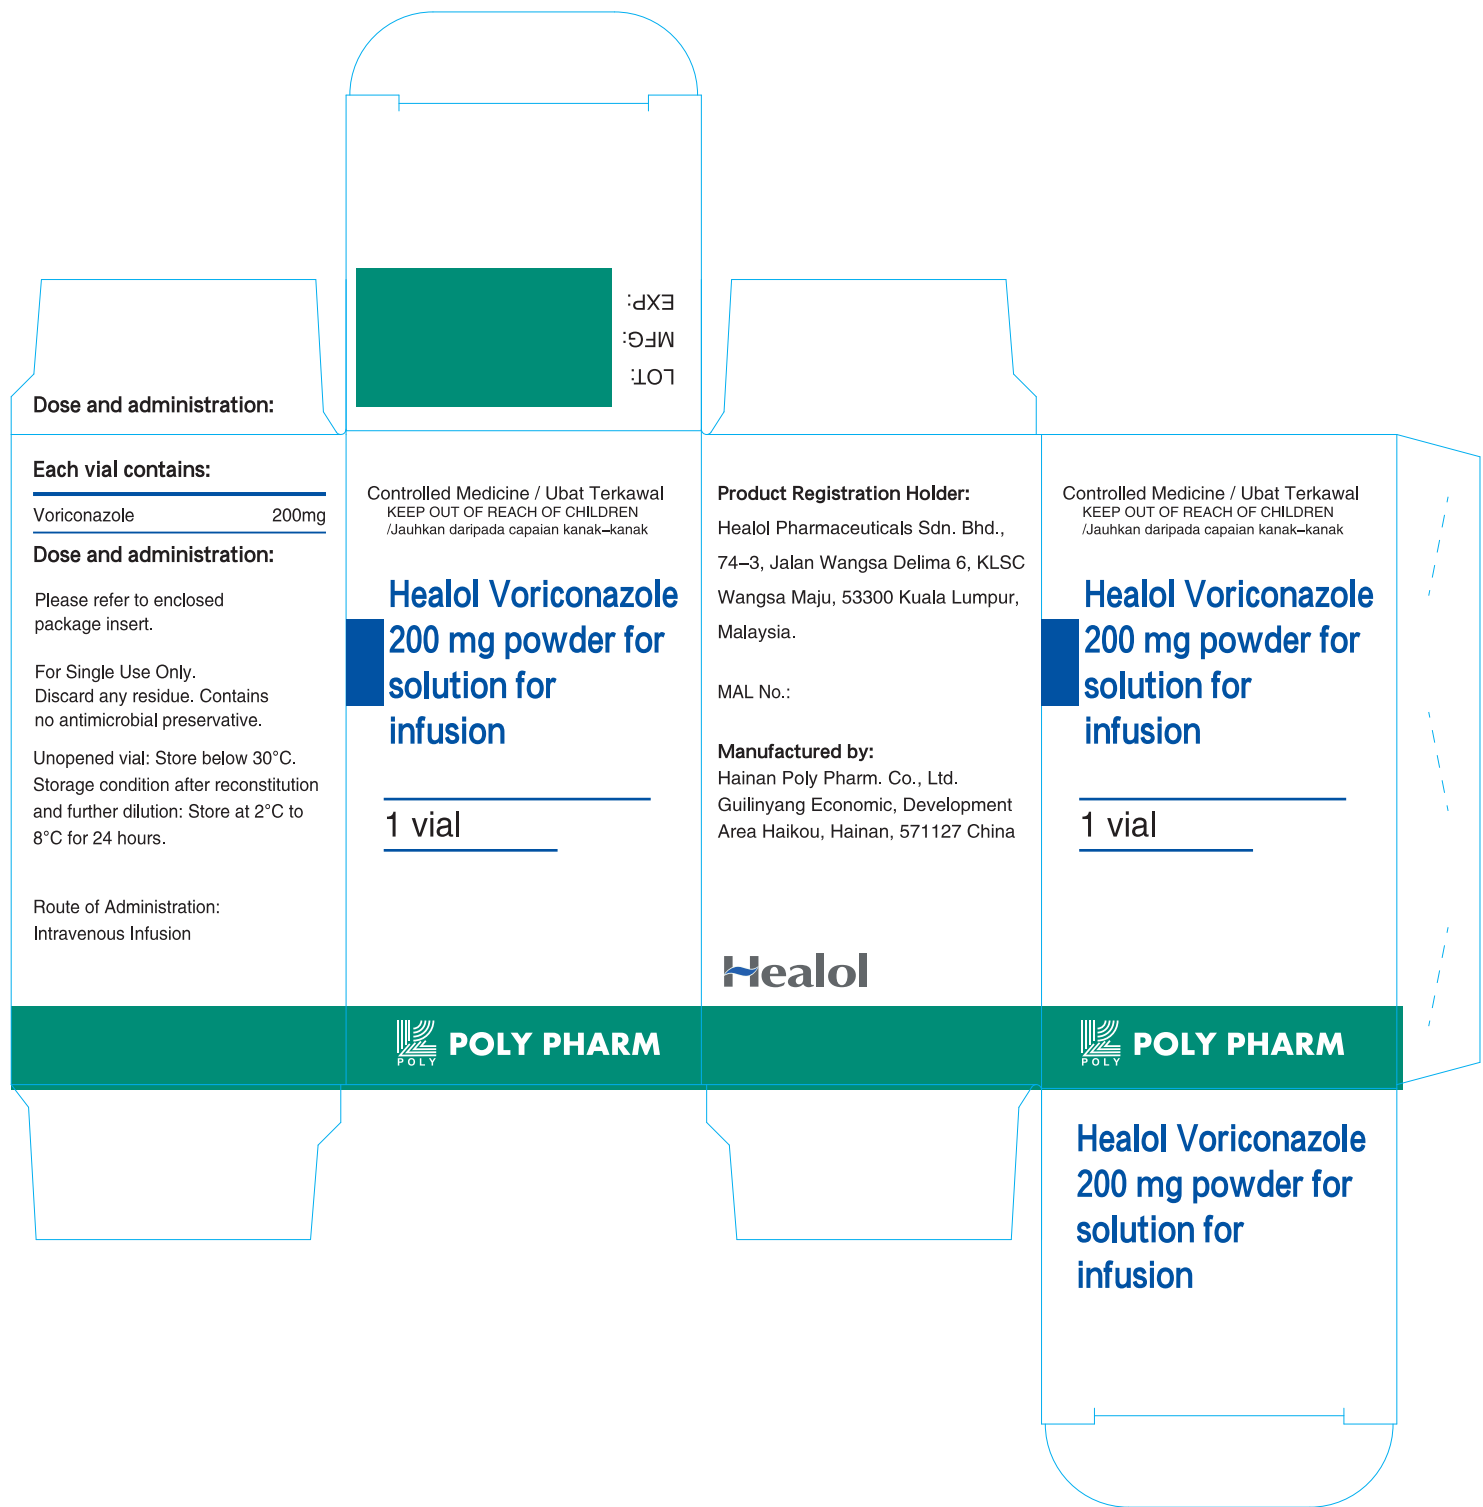 EXP:
MFG:
LOT:
Dose and administration:
Each vial contains:
Voriconazole 200mg
Dose and administration:
Please refer to enclosed
package insert.
For Single Use Only.
Discard any residue. Contains
no antimicrobial preservative.
Unopened vial: Store below 30°C.
Storage condition after reconstitution
and further dilution: Store at 2°C to
8°C for 24 hours.
Route of Administration:
Intravenous Infusion
Controlled Medicine / Ubat Terkawal
KEEP OUT OF REACH OF CHILDREN
/Jauhkan daripada capaian kanak–kanak
Healol Voriconazole
200 mg powder for
solution for
infusion
1 vial
POLY
POLY PHARM
Product Registration Holder:
Healol Pharmaceuticals Sdn. Bhd.,
74–3, Jalan Wangsa Delima 6, KLSC
Wangsa Maju, 53300 Kuala Lumpur,
Malaysia.
MAL No.:
Manufactured by:
Hainan Poly Pharm. Co., Ltd.
Guilinyang Economic, Development
Area Haikou, Hainan, 571127 China
Healol
Controlled Medicine / Ubat Terkawal
KEEP OUT OF REACH OF CHILDREN
/Jauhkan daripada capaian kanak–kanak
Healol Voriconazole
200 mg powder for
solution for
infusion
1 vial
POLY
POLY PHARM
Healol Voriconazole
200 mg powder for
solution for
infusion